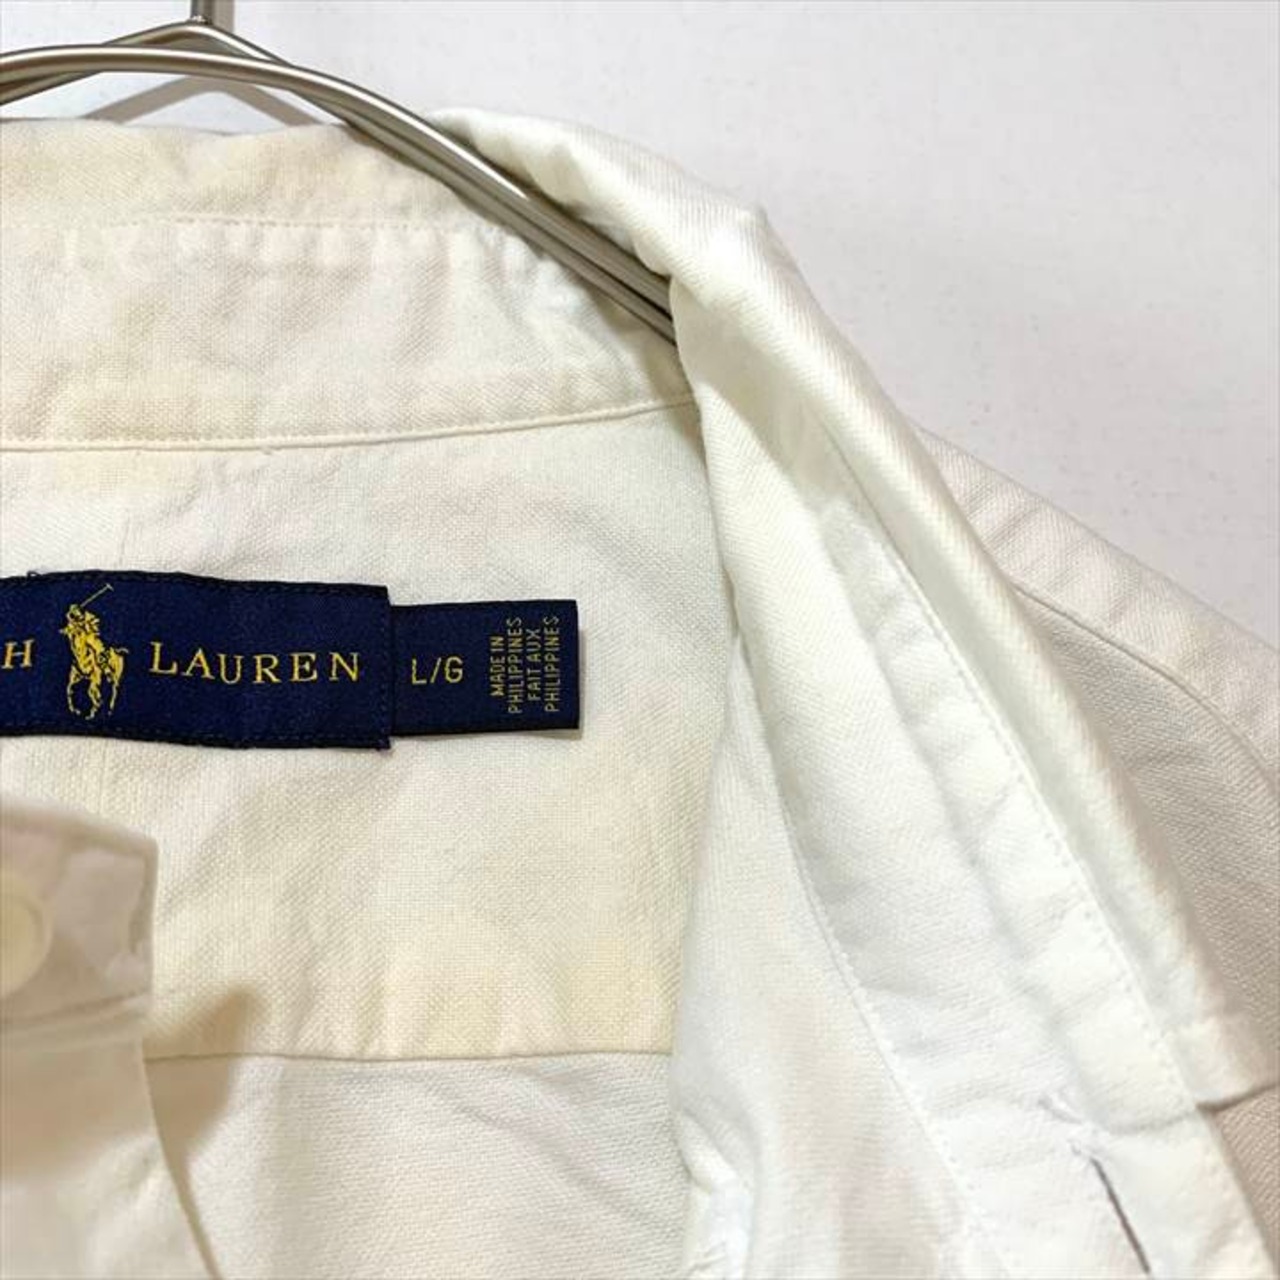 H LAUREN
L/G
MADE IN
PHILIPPINES
FAIT AUX
PHILIPPINES